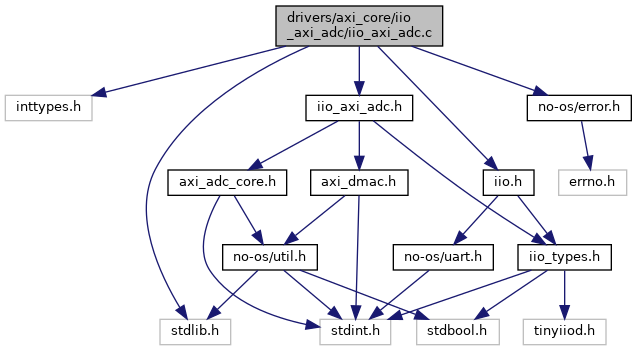 drivers/axi_core/iio
_axi_adc/iio_axi_adc.c
inttypes.h
iio_axi_adc.h
no-os/error.h
axi_adc_core.h
axi_dmac.h
iio.h
errno.h
no-os/util.h
no-os/uart.h
iio_types.h
stdlib.h
stdint.h
stdbool.h
tinyiiod.h